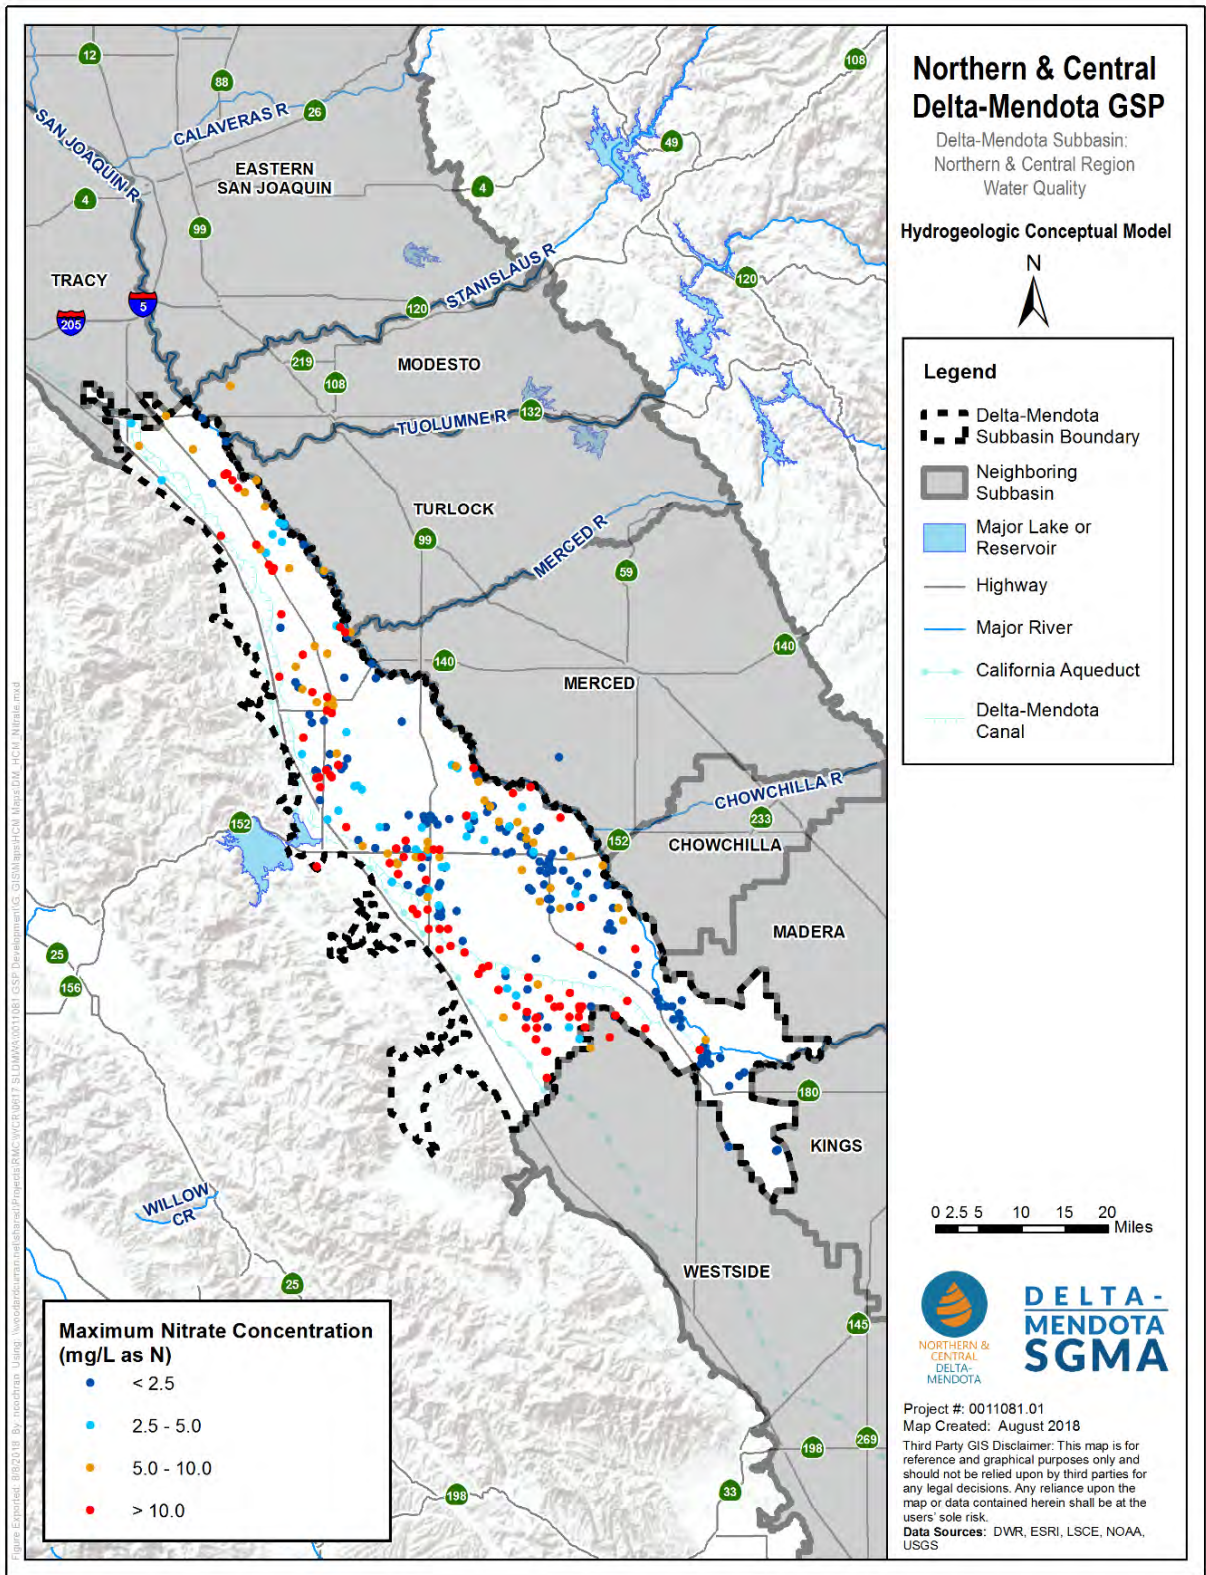 Northern & Central
Delta-Mendota GSP
Delta-Mendota Subbasin:
Northern & Central Region
Water Quality
Hydrogeologic Conceptual Model
N
Legend
Delta-Mendota
Subbasin Boundary
Neighboring
Subbasin
Major Lake or
Reservoir
Highway
Major River
California Aqueduct
Delta-Mendota
Canal
0 2.5 5 10 15 20
Miles
NORTHERN &
CENTRAL
DELTA-
MENDOTA
DELTA-
MENDOTA
SGMA
Project #: 0011081.01
Map Created: August 2018
Third Party GIS Disclaimer: This map is for
reference and graphical purposes only and
should not be relied upon by third parties for
any legal decisions. Any reliance upon the
map or data contained herein shall be at the
users' sole risk.
Data Sources: DWR, ESRI, LSCE, NOAA,
USGS
12
88
108
26
CALAVERAS R
SAN JOAQUIN R
49
EASTERN
SAN JOAQUIN
4
4
99
TRACY
5
205
STANISLAUS R
120
120
219
108
MODESTO
TUOLUMNE R
132
TURLOCK
99
MERCED R
59
140
140
MERCED
CHOWCHILLA R
233
152
152
CHOWCHILLA
MADERA
25
156
180
KINGS
WILLOW
CR
25
WESTSIDE
145
198
269
33
198
Maximum Nitrate Concentration
(mg/L as N)
< 2.5
2.5 - 5.0
5.0 - 10.0
> 10.0